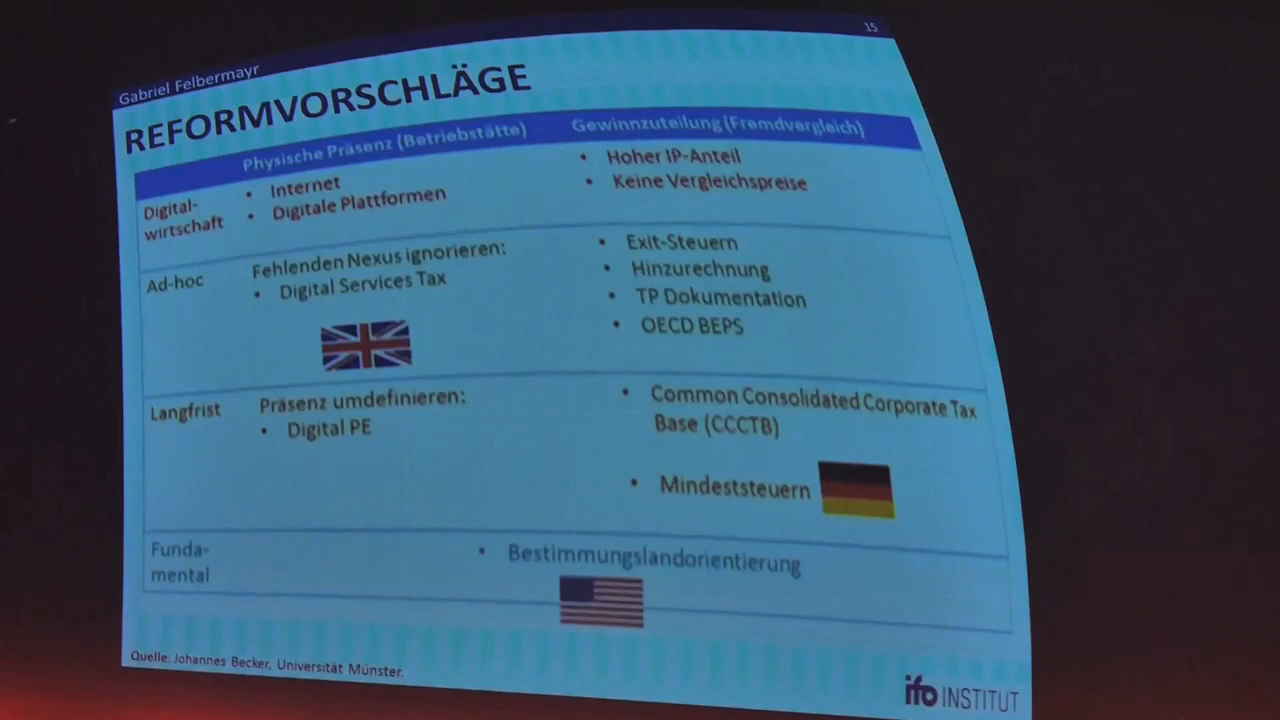 15
Gabriel Felbermayr
REFORMVORSCHLÄGE
Physische Präsenz (Betriebstätte)
Gewinnzuteilung (Fremdvergleich)
Digital-
wirtschaft
• Internet
• Digitale Plattformen
• Hoher IP-Anteil
• Keine Vergleichspreise
Ad-hoc
Fehlenden Nexus ignorieren:
• Digital Services Tax
• Exit-Steuern
• Hinzurechnung
• TP Dokumentation
• OECD BEPS
Langfrist
Präsenz umdefinieren:
• Digital PE
• Common Consolidated Corporate Tax
Base (CCCTB)
• Mindeststeuern
Funda-
mental
• Bestimmungslandorientierung
Quelle: Johannes Becker, Universität Münster.
ifo INSTITUT